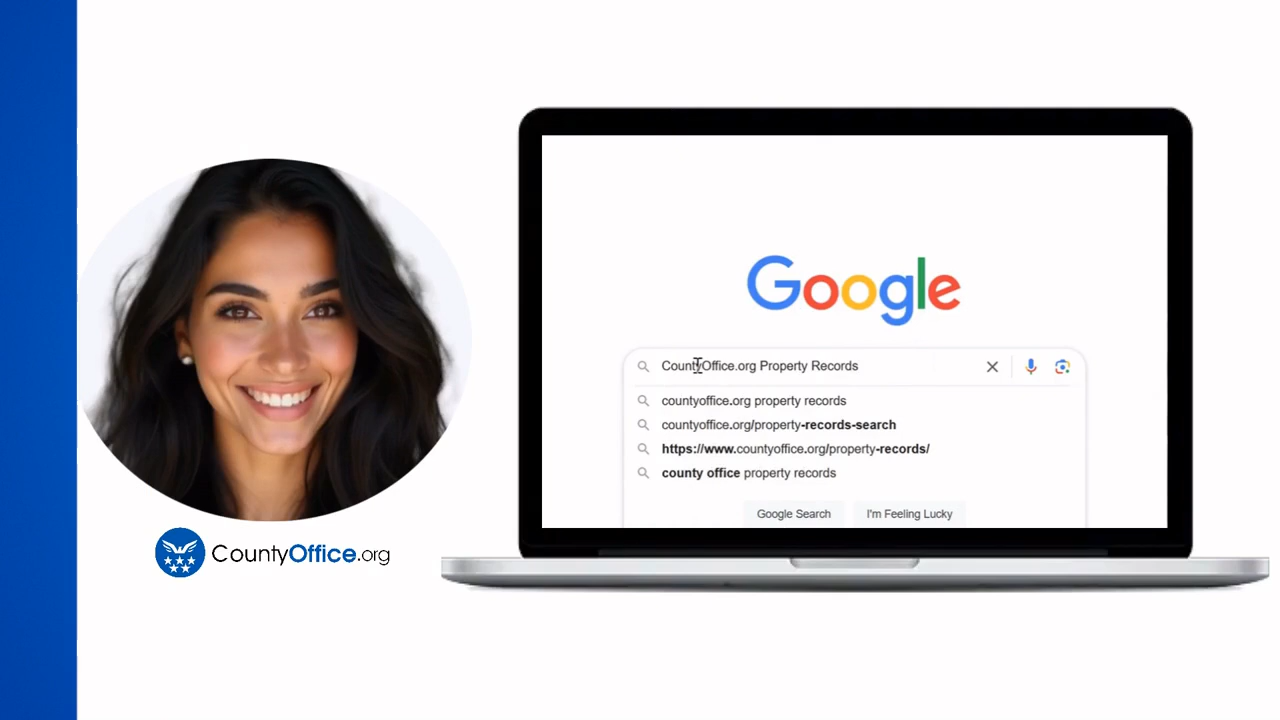 Google
CountyOffice.org Property Records
countyoffice.org property records
countyoffice.org/property-records-search
https://www.countyoffice.org/property-records/
county office property records
Google Search
I'm Feeling Lucky
CountyOffice.org